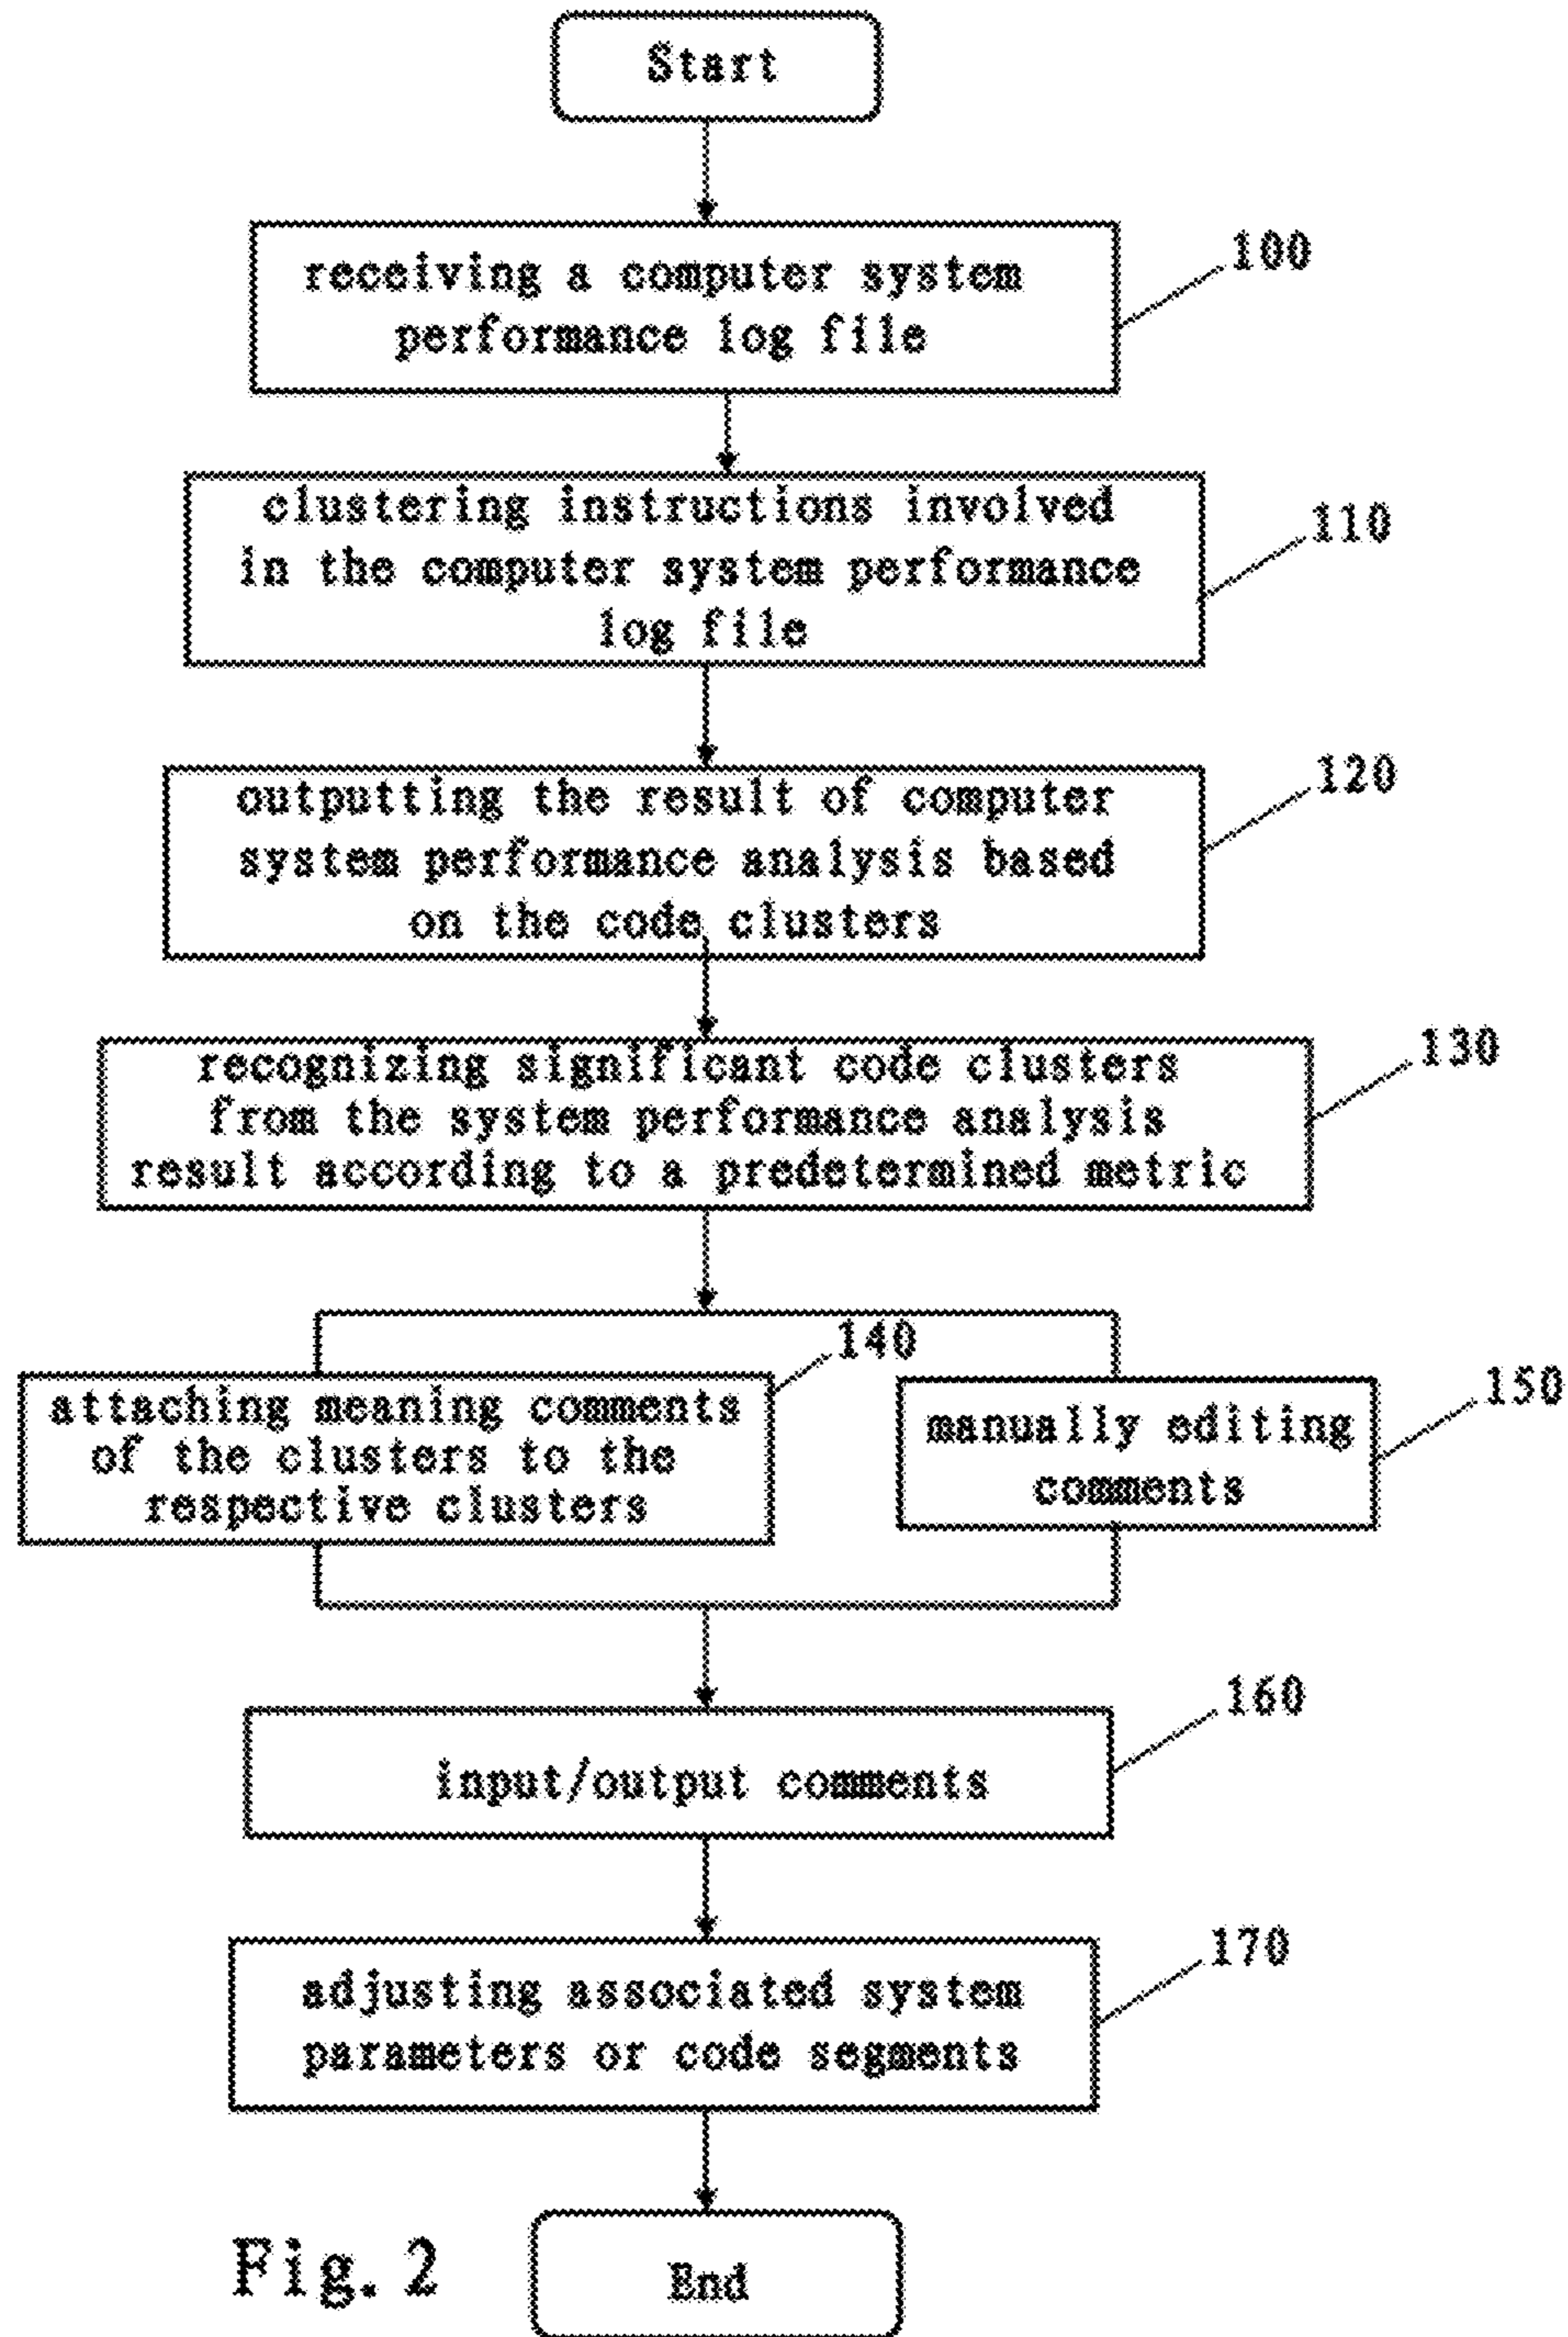 Start
receiving a computer system
performance log file
100
clustering instructions involved
in the computer system performance
log file
110
outputting the result of computer
system performance analysis based
on the code clusters
120
recognizing significant code clusters
from the system performance analysis
result according to a predetermined metric
130
attaching meaning comments
of the clusters to the
respective clusters
140
manually editing
comments
150
input/output comments
160
adjusting associated system
parameters or code segments
170
End
Fig. 2